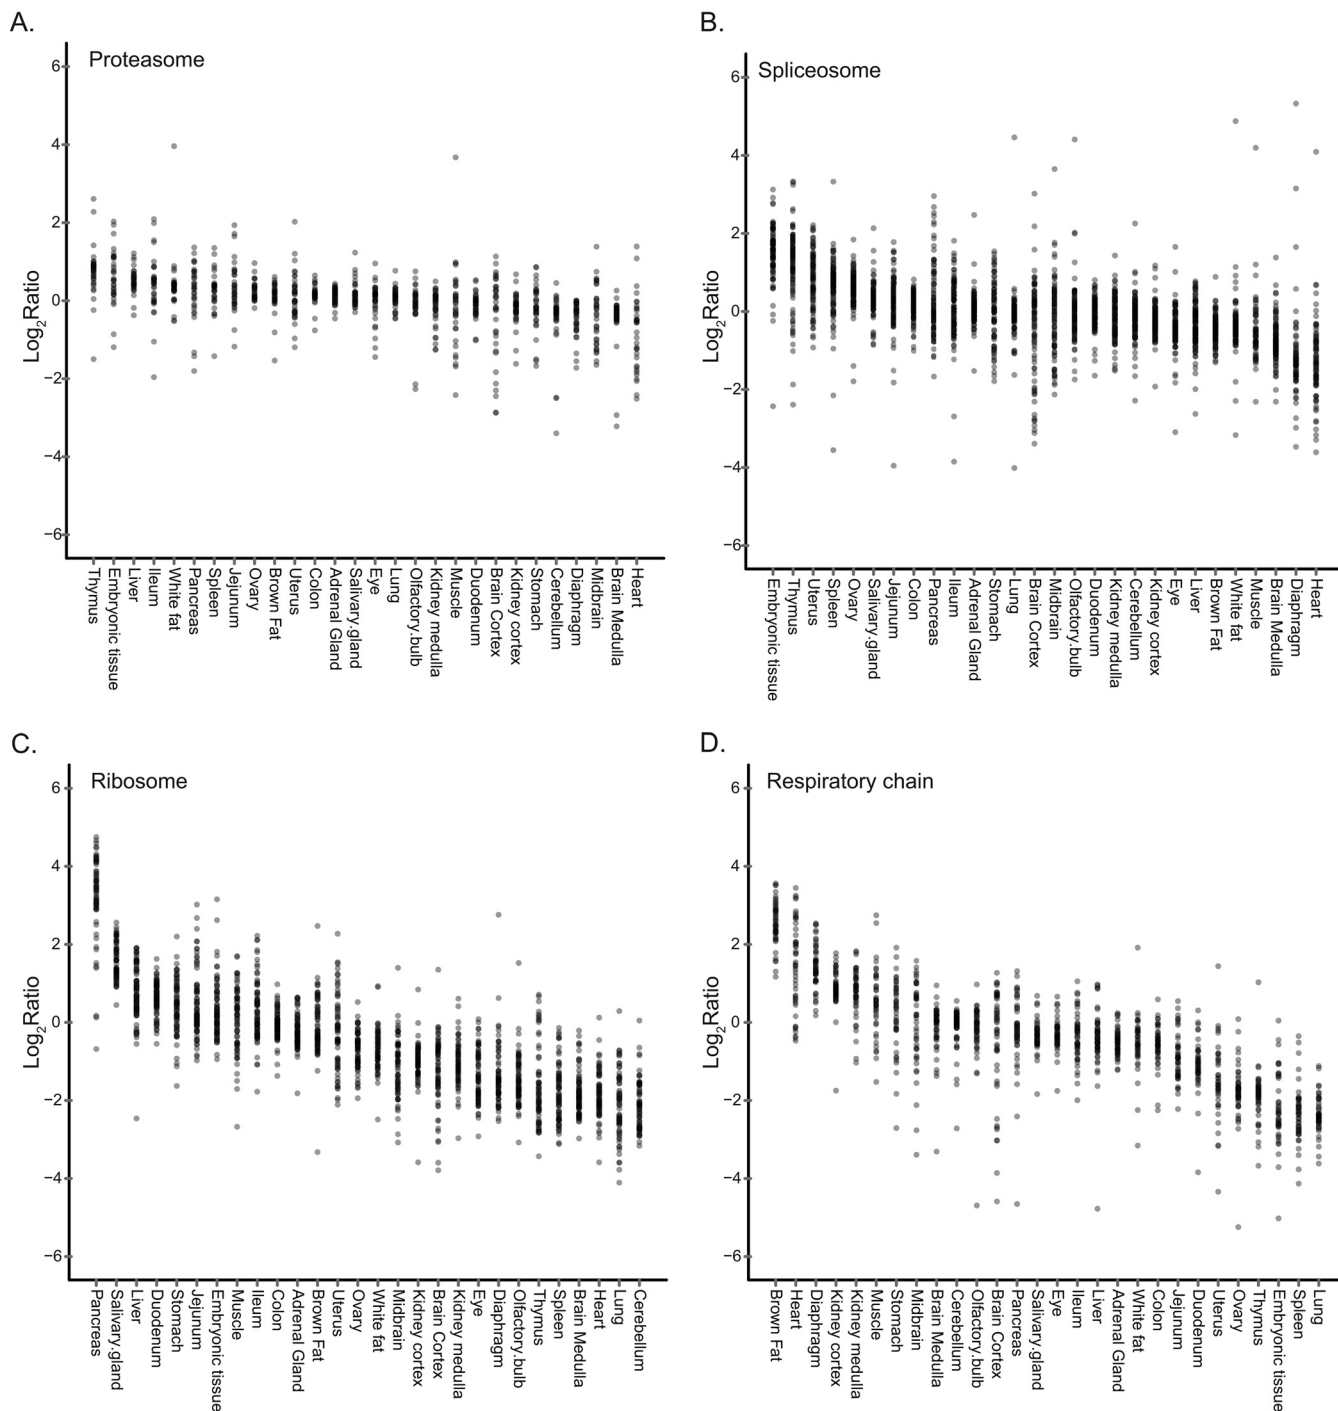 A.
Proteasome
6
4
2
0
−2
−4
−6
Log2Ratio
Thymus
Embryonic tissue
Liver
Ileum
White fat
Pancreas
Spleen
Jejunum
Ovary
Brown Fat
Uterus
Colon
Adrenal Gland
Salivary.gland
Eye
Lung
Olfactory.bulb
Kidney medulla
Muscle
Duodenum
Brain Cortex
Kidney cortex
Stomach
Cerebellum
Diaphragm
Midbrain
Brain Medulla
Heart
B.
Spliceosome
6
4
2
0
−2
−4
−6
Log2Ratio
Embryonic tissue
Thymus
Uterus
Spleen
Ovary
Salivary.gland
Jejunum
Colon
Pancreas
Ileum
Adrenal Gland
Stomach
Lung
Brain Cortex
Midbrain
Olfactory.bulb
Duodenum
Kidney medulla
Cerebellum
Kidney cortex
Eye
Liver
Brown Fat
White fat
Muscle
Brain Medulla
Diaphragm
Heart
C.
Ribosome
6
4
2
0
−2
−4
−6
Log2Ratio
Pancreas
Salivary.gland
Liver
Duodenum
Stomach
Jejunum
Embryonic tissue
Muscle
Ileum
Colon
Adrenal Gland
Brown Fat
Uterus
Ovary
White fat
Midbrain
Kidney cortex
Brain Cortex
Kidney medulla
Eye
Diaphragm
Olfactory.bulb
Thymus
Spleen
Brain Medulla
Heart
Lung
Cerebellum
D.
Respiratory chain
6
4
2
0
−2
−4
−6
Log2Ratio
Brown Fat
Heart
Diaphragm
Kidney cortex
Kidney medulla
Muscle
Stomach
Midbrain
Brain Medulla
Cerebellum
Olfactory.bulb
Brain Cortex
Pancreas
Salivary.gland
Eye
Ileum
Liver
Adrenal Gland
White fat
Colon
Jejunum
Duodenum
Uterus
Ovary
Thymus
Embryonic tissue
Spleen
Lung